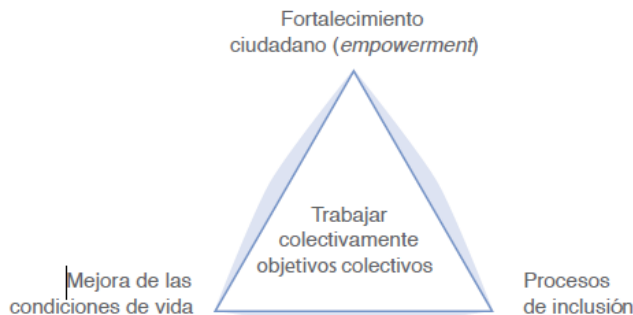 Fortalecimiento
ciudadano (empowerment)
Trabajar
colectivamente
objetivos colectivos
Mejora de las
condiciones de vida
Procesos
de inclusión